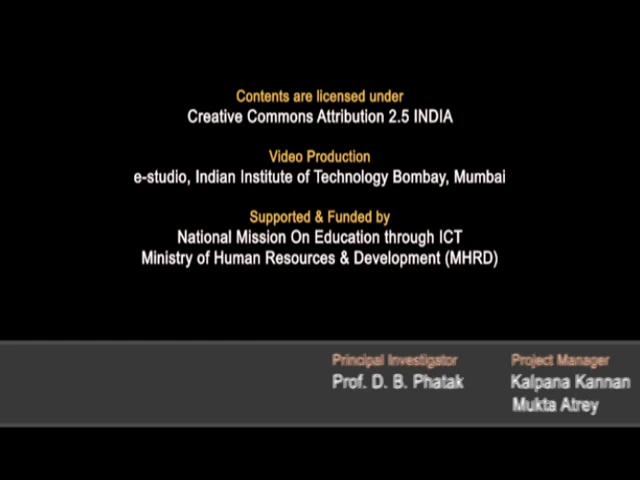 Contents are licensed under
Creative Commons Attribution 2.5 INDIA
Video Production
e-studio, Indian Institute of Technology Bombay, Mumbai
Supported & Funded by
National Mission On Education through ICT
Ministry of Human Resources & Development (MHRD)
Principal Investigator
Prof. D. B. Phatak
Project Manager
Kalpana Kannan
Mukta Atrey